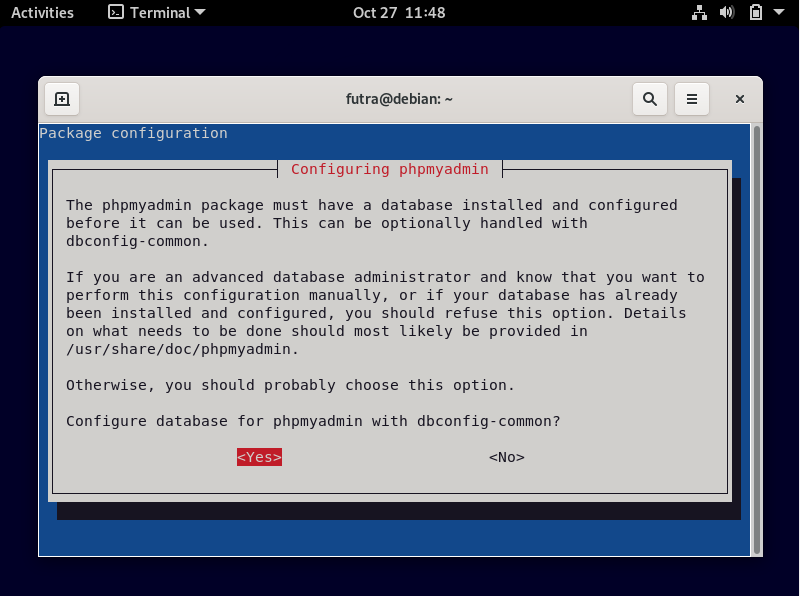 Activities Terminal Oct 27 11:48
futra@debian: ~
Package configuration
Configuring phpmyadmin
The phpmyadmin package must have a database installed and configured
before it can be used. This can be optionally handled with
dbconfig-common.
If you are an advanced database administrator and know that you want to
perform this configuration manually, or if your database has already
been installed and configured, you should refuse this option. Details
on what needs to be done should most likely be provided in
/usr/share/doc/phpmyadmin.
Otherwise, you should probably choose this option.
Configure database for phpmyadmin with dbconfig-common?
<Yes> <No>